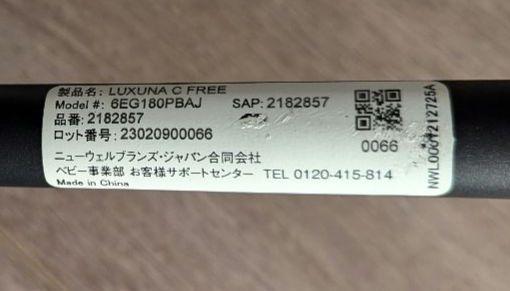 製品名: LUXUNA C FREE
Model #: 6EG180PBAJ SAP: 2182857
品番: 2182857
ロット番号: 23020900066
0066
ニューウェルブランズ・ジャパン合同会社
ベビー事業部 お客様サポートセンター TEL 0120-415-814
Made in China
NWL0001212725A